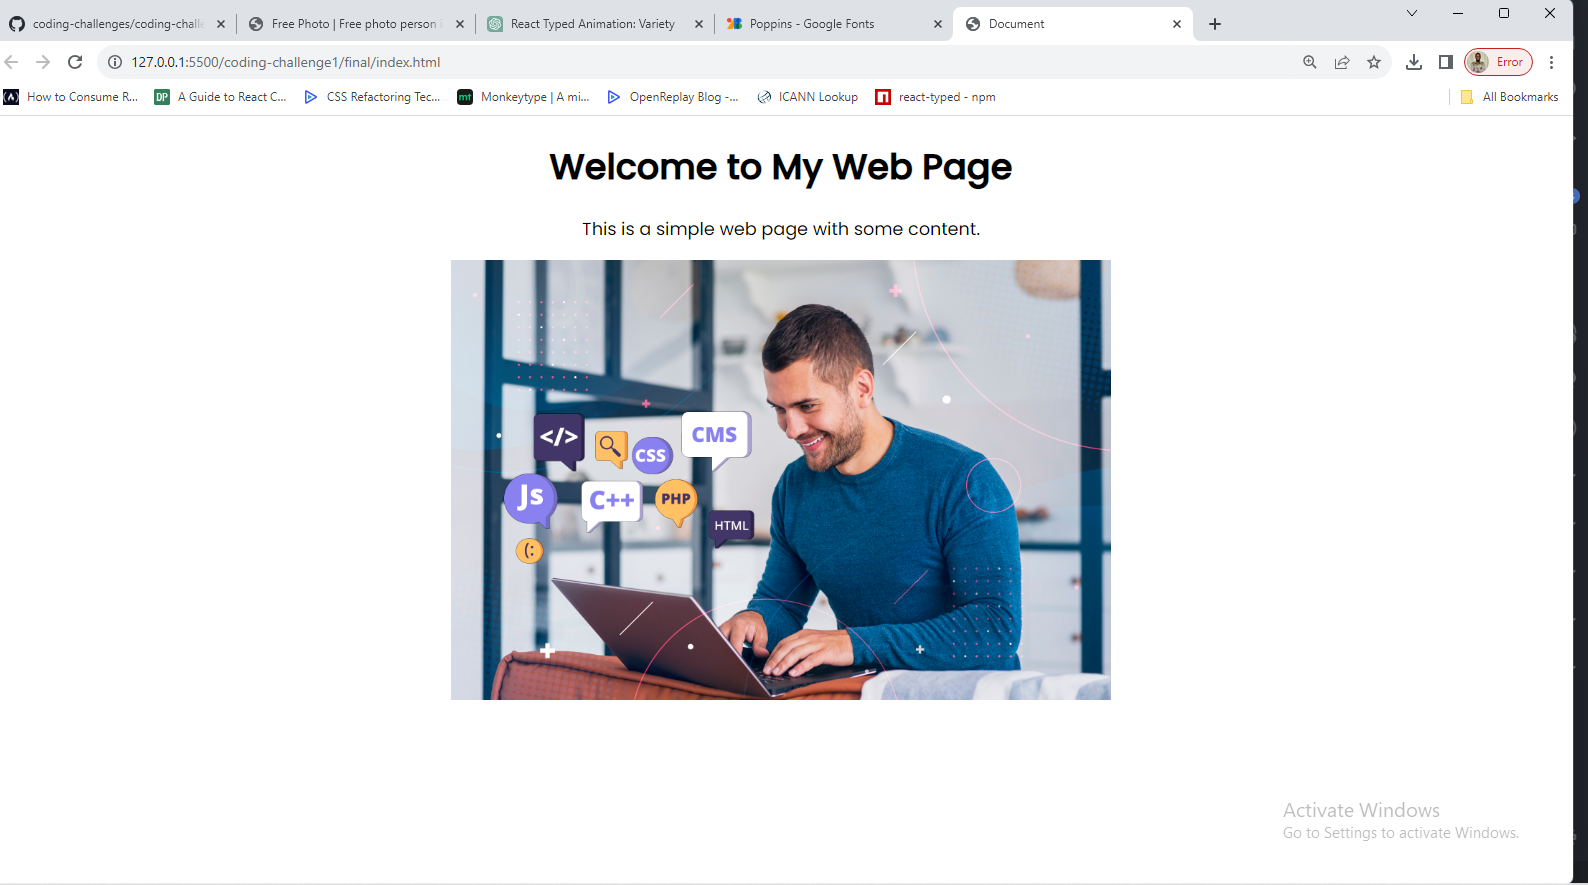 coding-challenges/coding-challe
Free Photo | Free photo person i
React Typed Animation: Variety
Poppins - Google Fonts
Document
127.0.0.1:5500/coding-challenge1/final/index.html
Error
How to Consume R...
DP
A Guide to React C...
CSS Refactoring Tec...
mt
Monkeytype | A mi...
OpenReplay Blog -...
ICANN Lookup
react-typed - npm
All Bookmarks
Welcome to My Web Page
This is a simple web page with some content.
</>
CSS
CMS
Js
C++
PHP
HTML
(:
Activate Windows
Go to Settings to activate Windows.